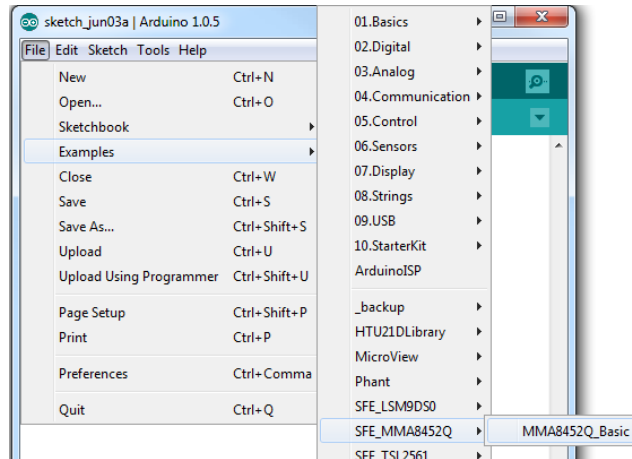 sketch_jun03a | Arduino 1.0.5
File Edit Sketch Tools Help
New Ctrl+N
Open... Ctrl+O
Sketchbook
Examples
Close Ctrl+W
Save Ctrl+S
Save As... Ctrl+Shift+S
Upload Ctrl+U
Upload Using Programmer Ctrl+Shift+U
Page Setup Ctrl+Shift+P
Print Ctrl+P
Preferences Ctrl+Comma
Quit Ctrl+Q
01.Basics
02.Digital
03.Analog
04.Communication
05.Control
06.Sensors
07.Display
08.Strings
09.USB
10.StarterKit
ArduinoISP
_backup
HTU21DLibrary
MicroView
Phant
SFE_LSM9DS0
SFE_MMA8452Q
SFE_TSL2561
MMA8452Q_Basic